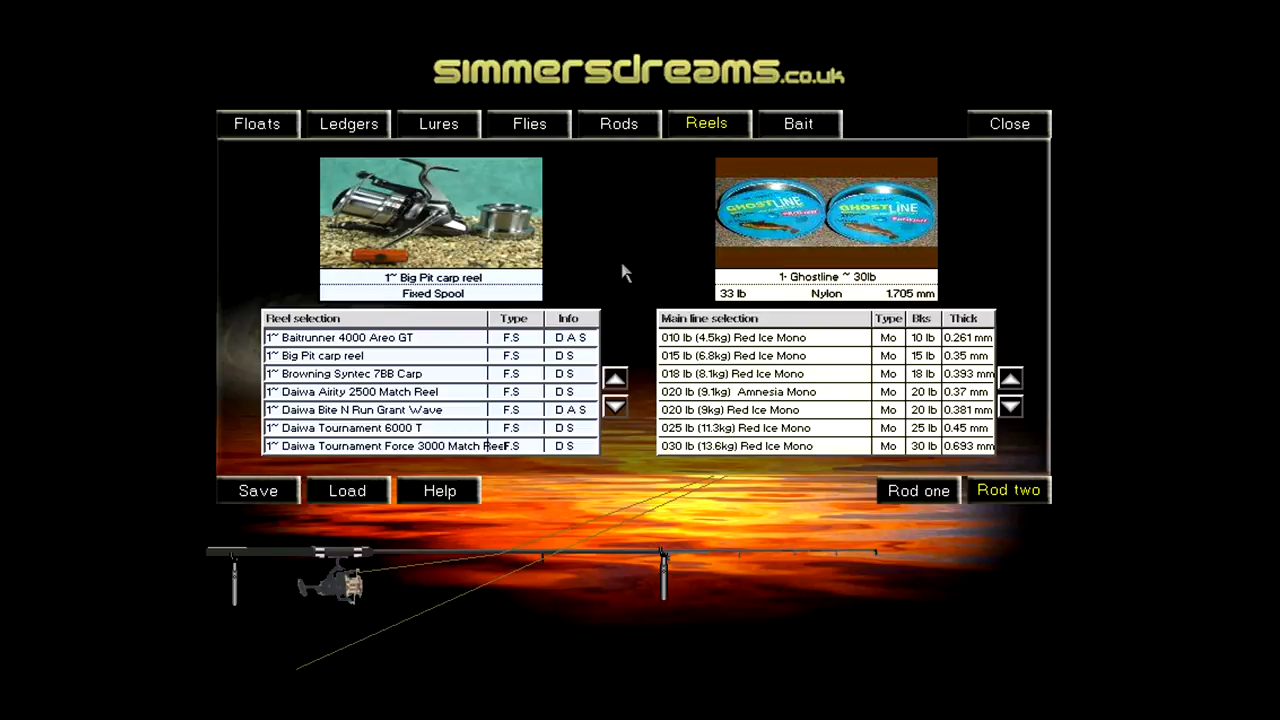 simmersdreams.co.uk
Floats Ledgers Lures Flies Rods Reels Bait Close
GHOSTLINE GHOSTLINE
1~ Big Pit carp reel
Fixed Spool
1- Ghostline ~ 30lb
33 lb Nylon 1.705 mm
Reel selection Type Info
1~ Baitrunner 4000 Areo GT F.S D A S
1~ Big Pit carp reel F.S D S
1~ Browning Syntec 7BB Carp F.S D S
1~ Daiwa Airity 2500 Match Reel F.S D S
1~ Daiwa Bite N Run Grant Wave F.S D A S
1~ Daiwa Tournament 6000 T F.S D S
1~ Daiwa Tournament Force 3000 Match Reel F.S D S
Main line selection Type Bks Thick
010 lb (4.5kg) Red Ice Mono Mo 10 lb 0.261 mm
015 lb (6.8kg) Red Ice Mono Mo 15 lb 0.35 mm
018 lb (8.1kg) Red Ice Mono Mo 18 lb 0.393 mm
020 lb (9.1kg) Amnesia Mono Mo 20 lb 0.37 mm
020 lb (9kg) Red Ice Mono Mo 20 lb 0.381 mm
025 lb (11.3kg) Red Ice Mono Mo 25 lb 0.45 mm
030 lb (13.6kg) Red Ice Mono Mo 30 lb 0.693 mm
Save Load Help Rod one Rod two